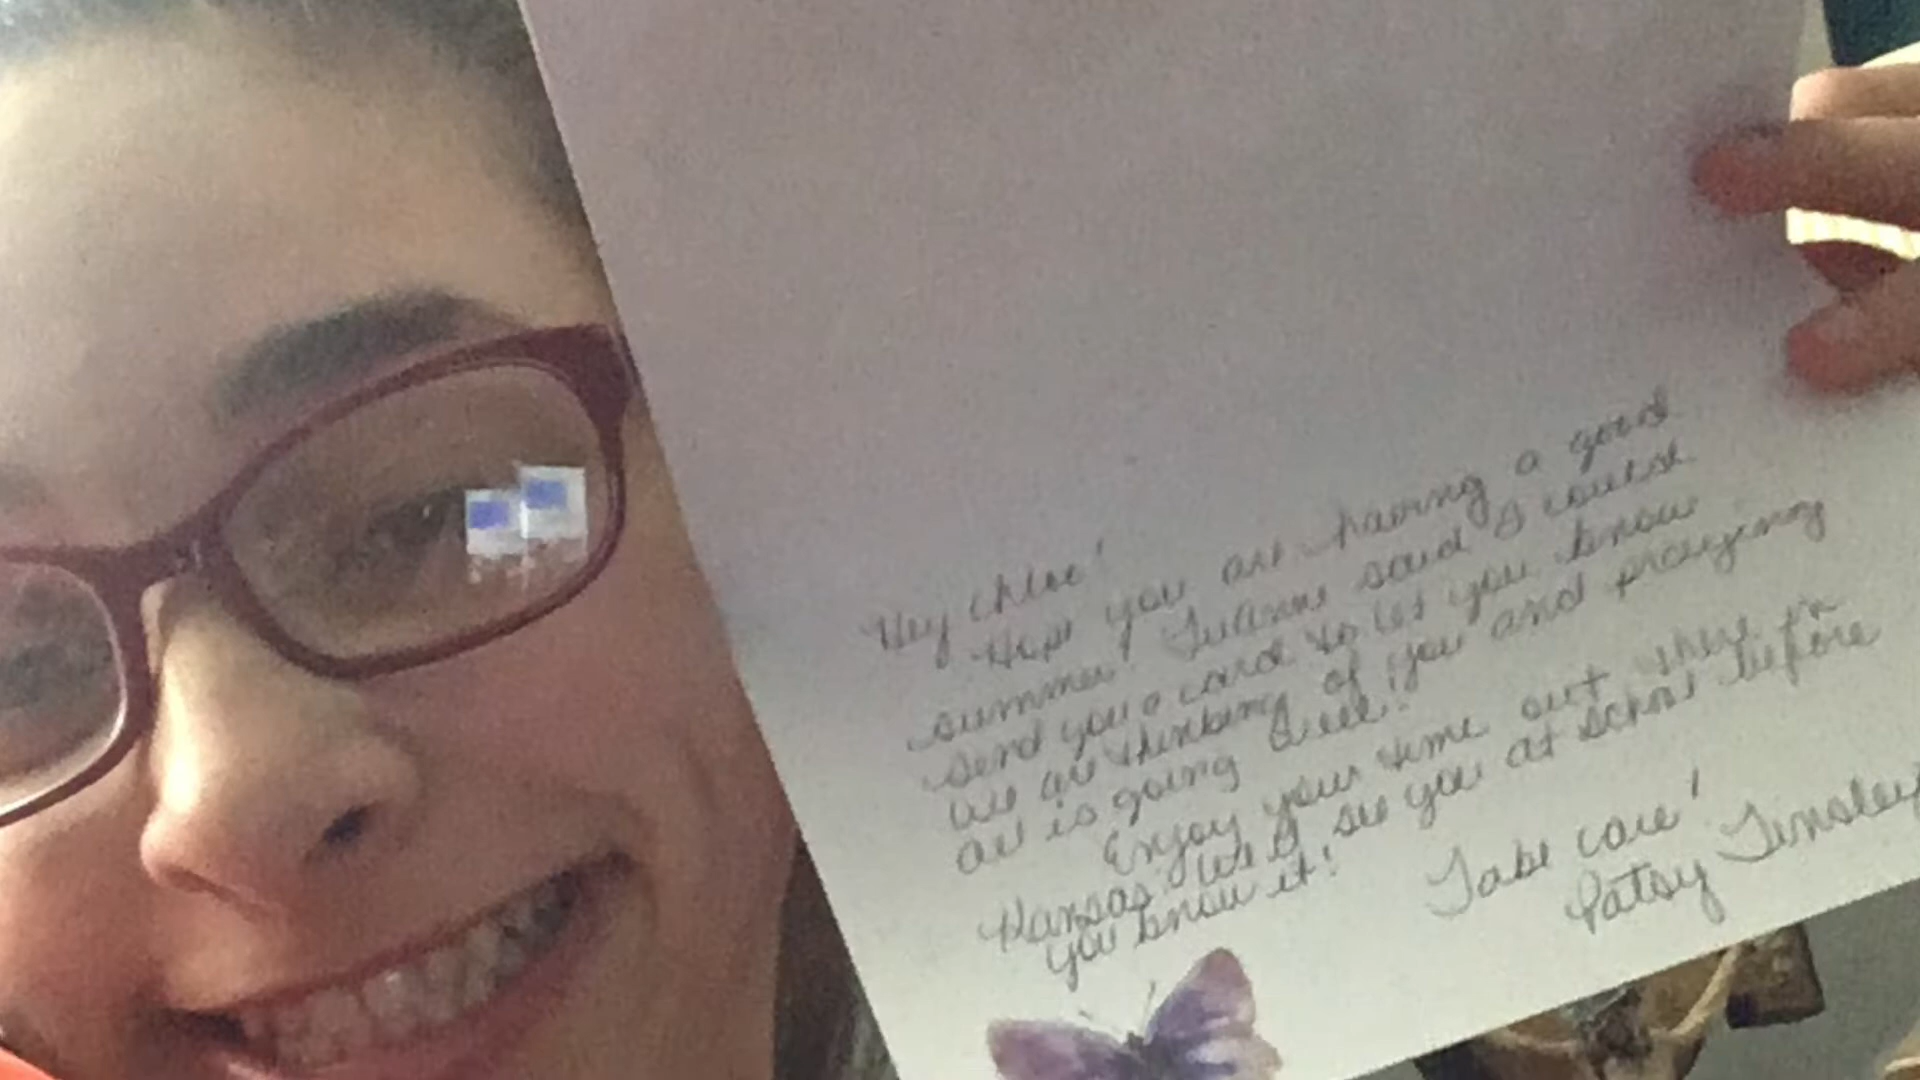 Hey Chloe!
Hope you are having a good
summer! Luanne said I could
send you a card to let you know
we are thinking of you and praying
all is going well!
Enjoy your time out there in
Kansas. We'll see you at school before
you know it!
Take care!
Patsy Tinsley